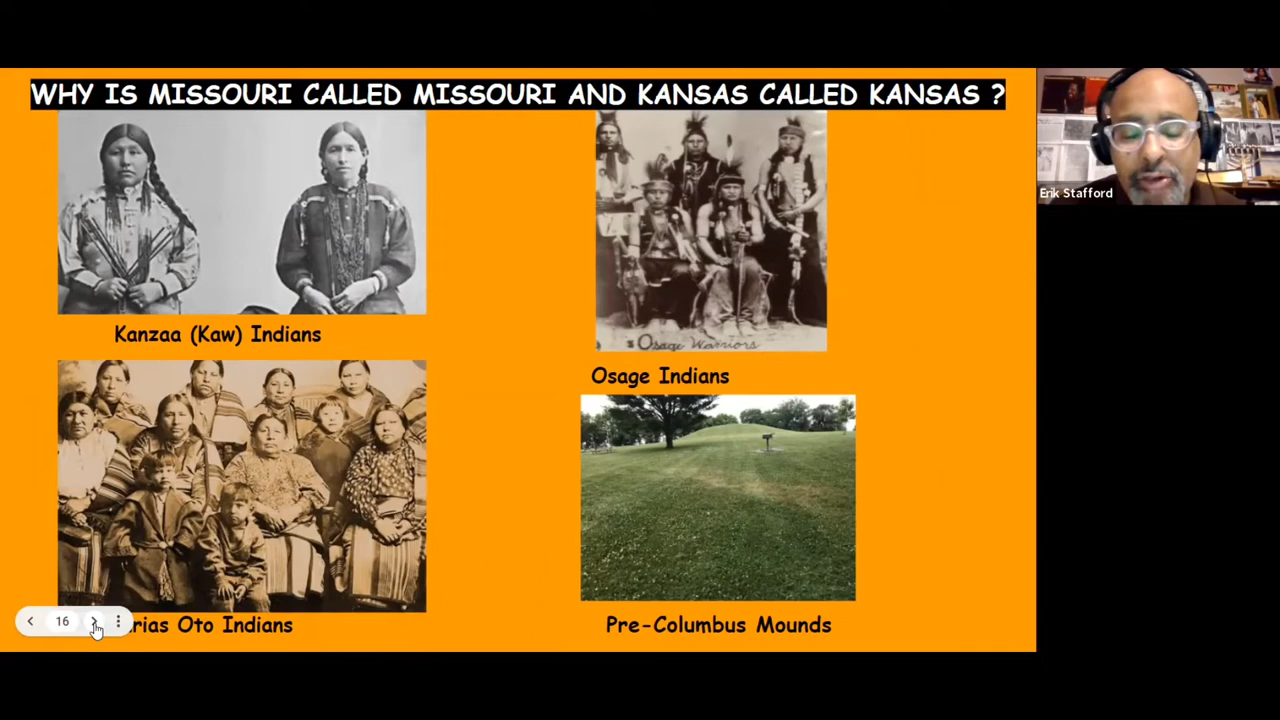 WHY IS MISSOURI CALLED MISSOURI AND KANSAS CALLED KANSAS ?
Erik Stafford
Kanzaa (Kaw) Indians
Osage Warriors
Osage Indians
16
Oto Indians
Pre-Columbus Mounds